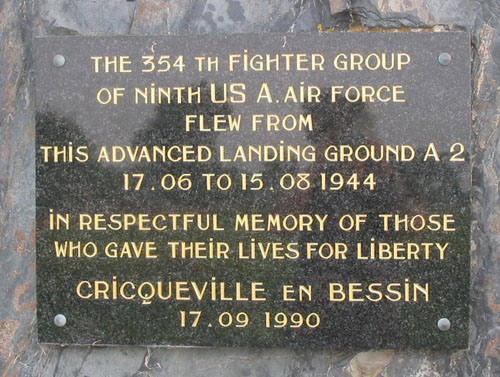 THE 354 TH FIGHTER GROUP
OF NINTH US A. AIR FORCE
FLEW FROM
THIS ADVANCED LANDING GROUND A 2
17.06 TO 15.08 1944
IN RESPECTFUL MEMORY OF THOSE
WHO GAVE THEIR LIVES FOR LIBERTY
CRICQUEVILLE EN BESSIN
17.09 1990